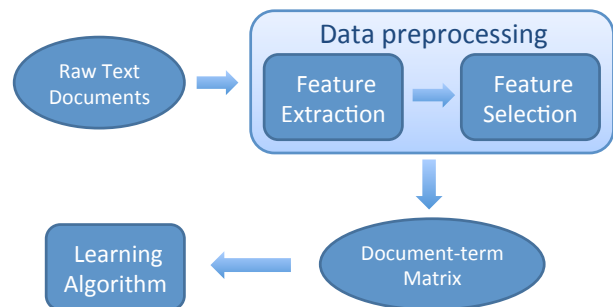 Data preprocessing
Raw Text
Documents
Feature
Extraction
Feature
Selection
Document-term
Matrix
Learning
Algorithm